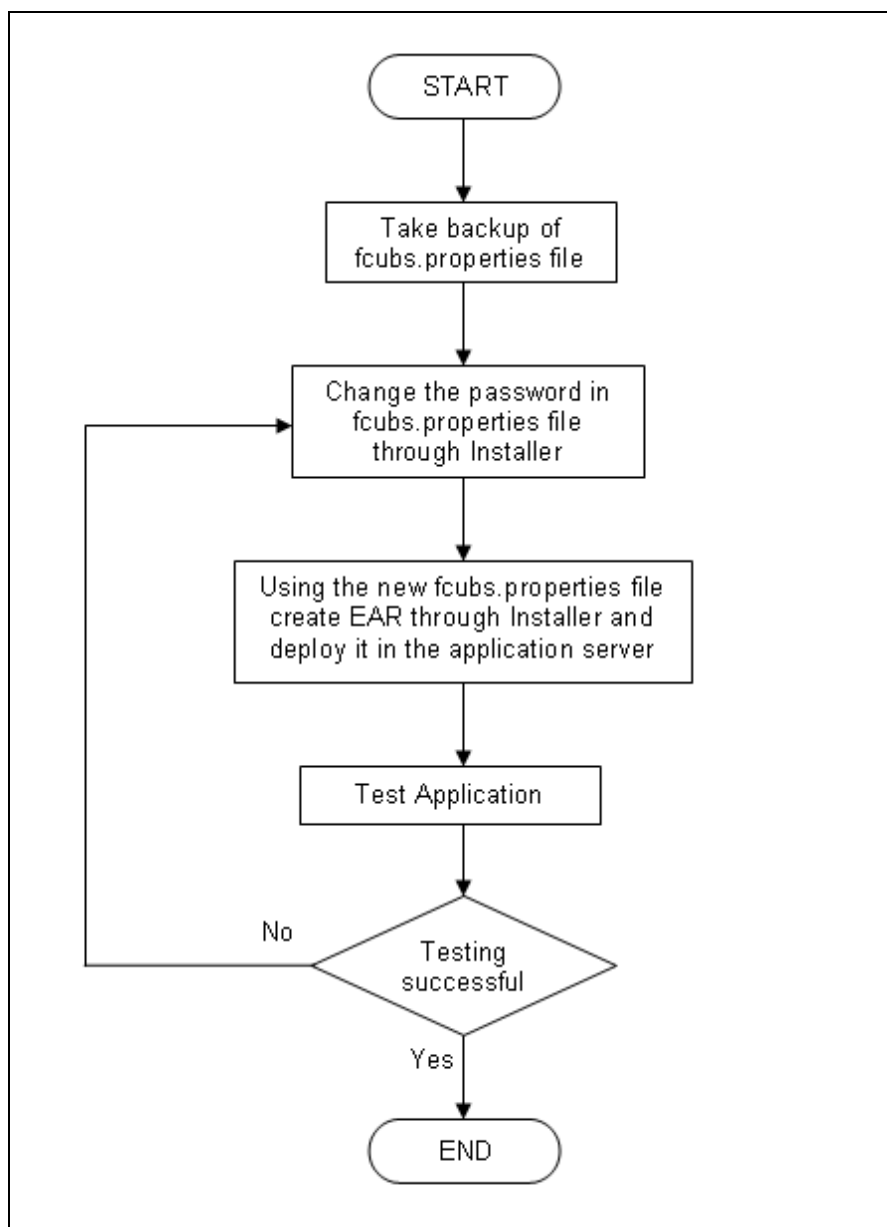 START
Take backup of
fcubs.properties file
Change the password in
fcubs.properties file
through Installer
Using the new fcubs.properties file
create EAR through Installer and
deploy it in the application server
Test Application
No
Testing
successful
Yes
END